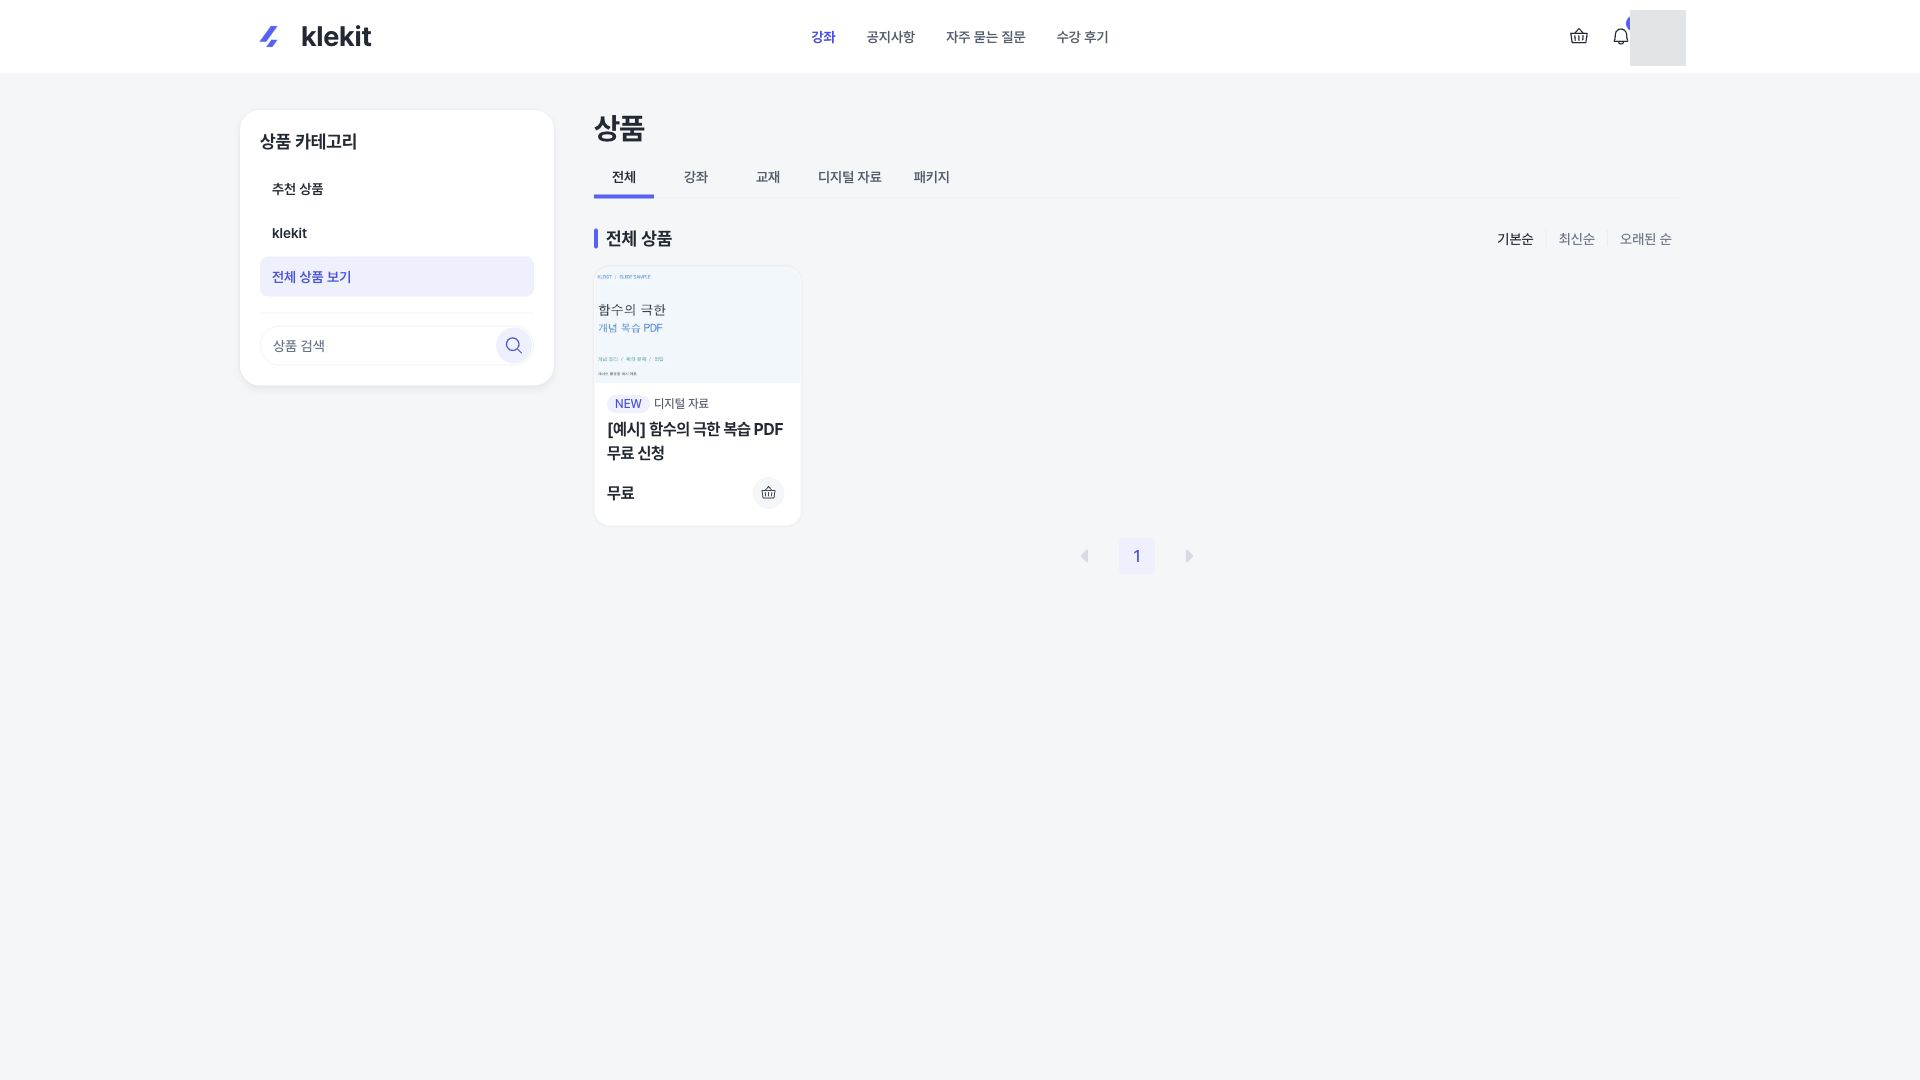 klekit
강좌
공지사항
자주 묻는 질문
수강 후기
상품 카테고리
추천 상품
klekit
전체 상품 보기
상품 검색
상품
전체
강좌
교재
디지털 자료
패키지
전체 상품
기본순
최신순
오래된 순
KLEKIT / GUIDE SAMPLE
함수의 극한
개념 복습 PDF
NEW 디지털 자료
[예시] 함수의 극한 복습 PDF
무료 신청
무료
1